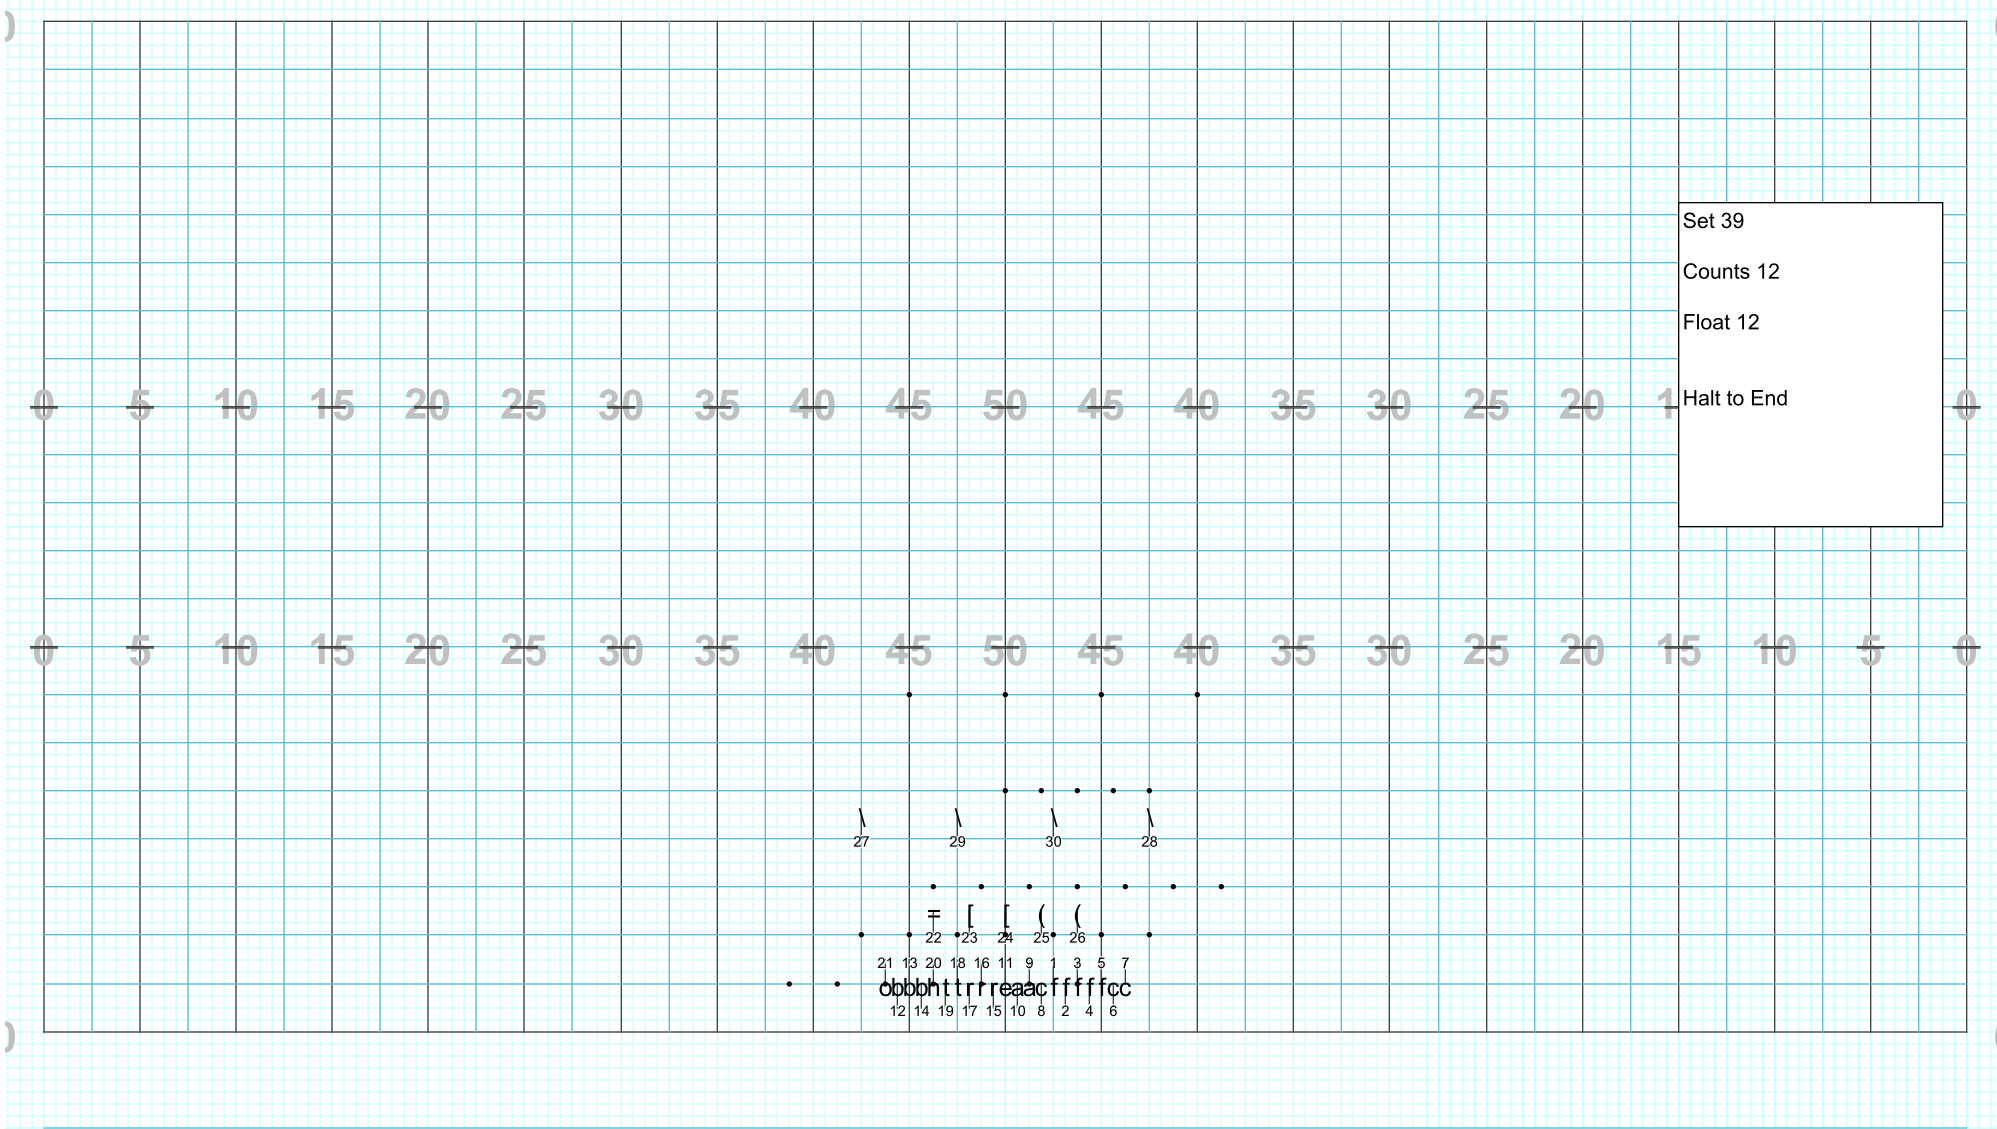 Set 39
Counts 12
Float 12
Halt to End
0 5 10 15 20 25 30 35 40 45 50 45 40 35 30 25 20 1 0
0 5 10 15 20 25 30 35 40 45 50 45 40 35 30 25 20 15 10 5 0
\ \ \ \
27 29 30 28
= [ [ ( (
22 23 24 25 26
21 13 20 18 16 11 9 1 3 5 7
obbbhttrrreaacfffffcc
12 14 19 17 15 10 8 2 4 6